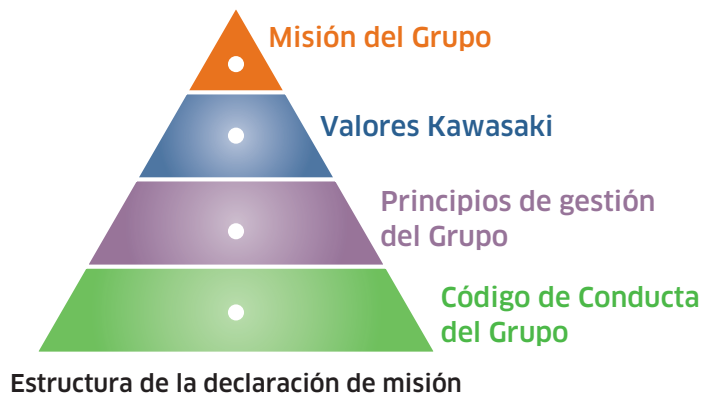 Misión del Grupo
Valores Kawasaki
Principios de gestión
del Grupo
Código de Conducta
del Grupo
Estructura de la declaración de misión